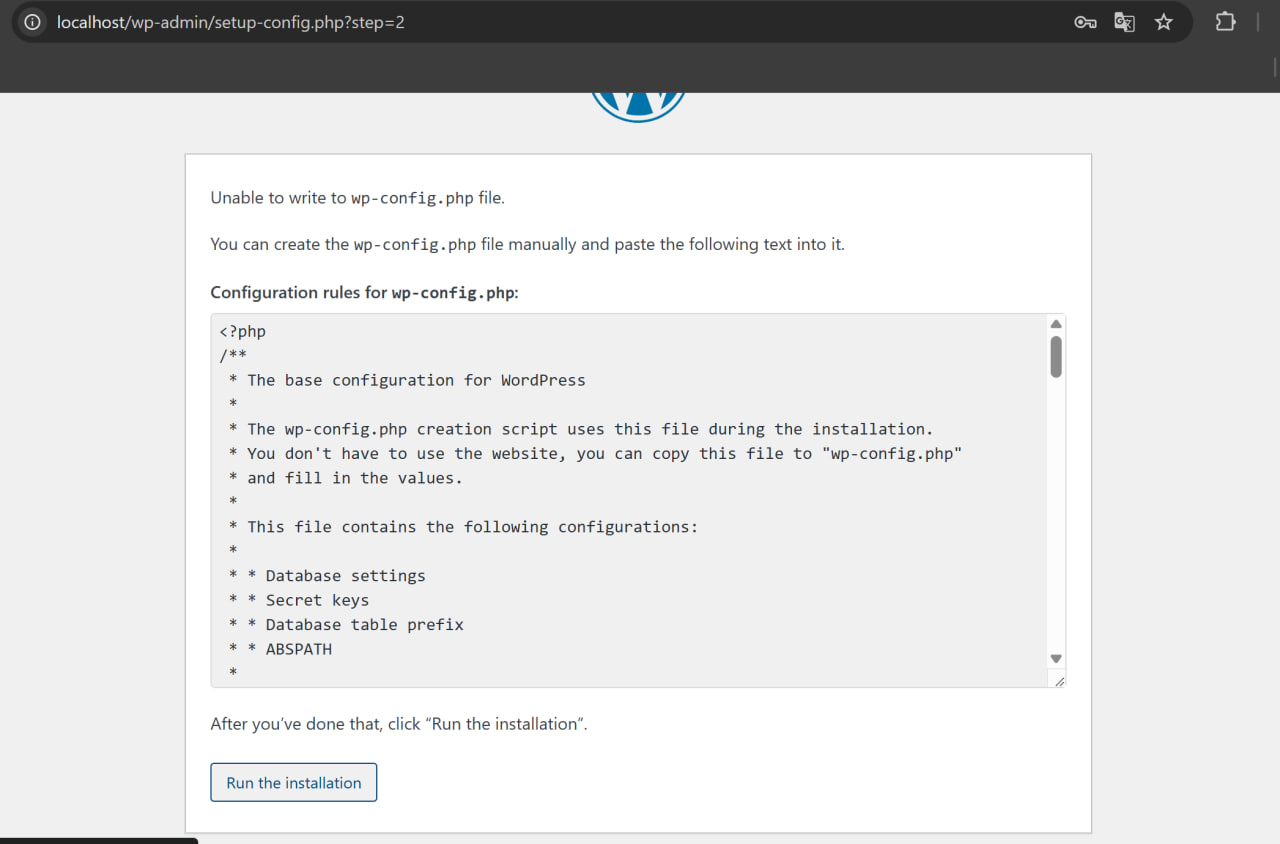 localhost/wp-admin/setup-config.php?step=2
Unable to write to wp-config.php file.
You can create the wp-config.php file manually and paste the following text into it.
Configuration rules for wp-config.php:
<?php
/**
 * The base configuration for WordPress
 *
 * The wp-config.php creation script uses this file during the installation.
 * You don't have to use the website, you can copy this file to "wp-config.php"
 * and fill in the values.
 *
 * This file contains the following configurations:
 *
 * * Database settings
 * * Secret keys
 * * Database table prefix
 * * ABSPATH
 *
After you’ve done that, click “Run the installation”.
Run the installation